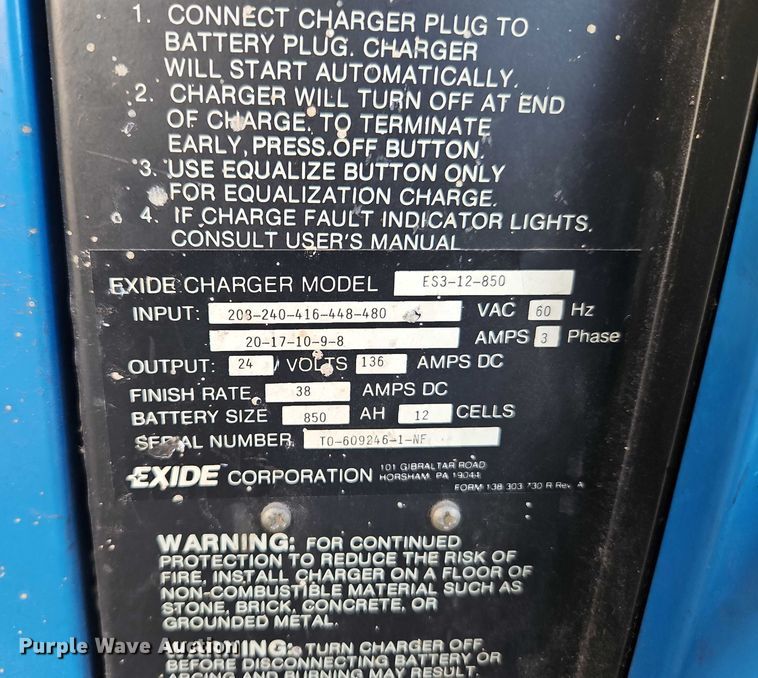 1. CONNECT CHARGER PLUG TO
BATTERY PLUG. CHARGER
WILL START AUTOMATICALLY.
2. CHARGER WILL TURN OFF AT END
OF CHARGE. TO TERMINATE
EARLY, PRESS OFF BUTTON
3. USE EQUALIZE BUTTON ONLY
FOR EQUALIZATION CHARGE.
4. IF CHARGE FAULT INDICATOR LIGHTS,
CONSULT USER'S MANUAL
EXIDE CHARGER MODEL ES3-12-850
INPUT: 208-240-416-448-480 VAC 60 Hz
20-17-10-9-8 AMPS 3 Phase
OUTPUT: 24 / VOLTS 136 AMPS DC
FINISH RATE 38 AMPS DC
BATTERY SIZE 850 AH 12 CELLS
SERIAL NUMBER TO-609246-1-NF
EXIDE CORPORATION 101 GIBRALTAR ROAD
HORSHAM, PA 19044
FORM 138 303 730 R Rev. A
WARNING: FOR CONTINUED
PROTECTION TO REDUCE THE RISK OF
FIRE, INSTALL CHARGER ON A FLOOR OF
NON-COMBUSTIBLE MATERIAL SUCH AS
STONE, BRICK, CONCRETE, OR
GROUNDED METAL.
WARNING: TURN CHARGER OFF
BEFORE DISCONNECTING BATTERY OR
ARCING AND BURNING MAY RESULT.
Purple Wave Auction